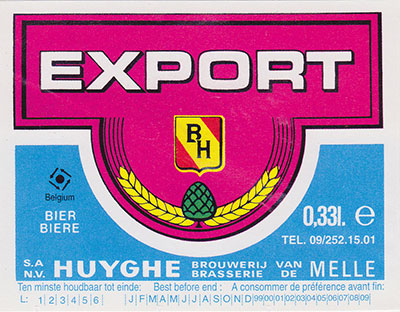 EXPORT
B
H
Belgium
BIER
BIERE
0,33l. e
TEL. 09/252.15.01
S.A. N.V. HUYGHE BROUWERIJ BRASSERIE VAN DE MELLE
Ten minste houdbaar tot einde: Best before end : A consommer de préférence avant fin:
L: 1 2 3 4 5 6 J F M A M J J A S O N D 99 00 01 02 03 04 05 06 07 08 09